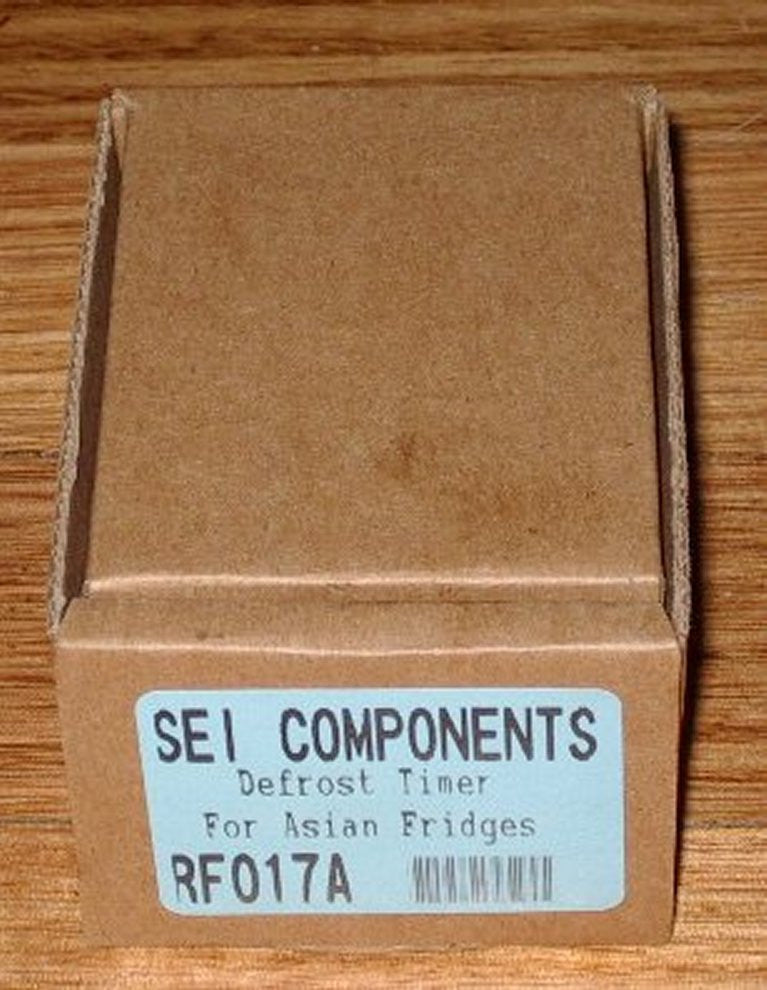 SEI COMPONENTS
Defrost Timer
For Asian Fridges
RF017A